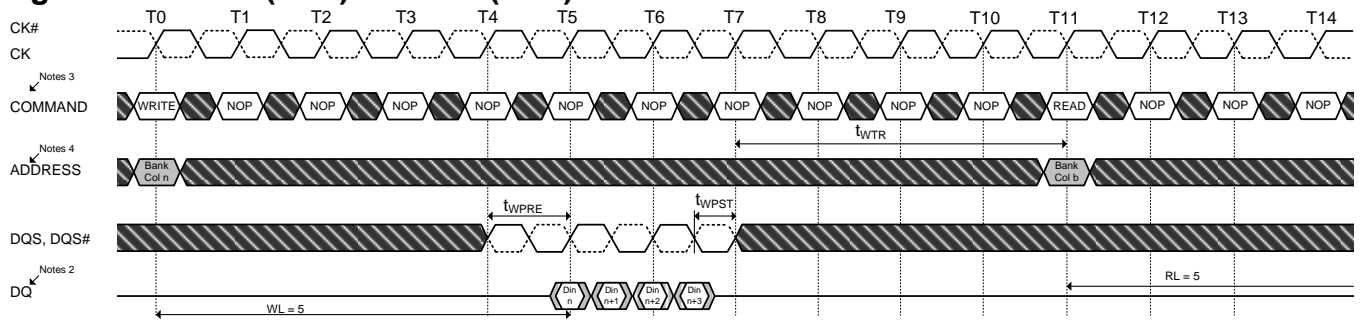 T0 T1 T2 T3 T4 T5 T6 T7 T8 T9 T10 T11 T12 T13 T14
CK#
CK
Notes 3
COMMAND
WRITE NOP NOP NOP NOP NOP NOP NOP NOP NOP NOP READ NOP NOP NOP
tWTR
Notes 4
ADDRESS
Bank
Col n
Bank
Col b
tWPRE
tWPST
DQS, DQS#
Notes 2
DQ
Din
n
Din
n+1
Din
n+2
Din
n+3
RL = 5
WL = 5